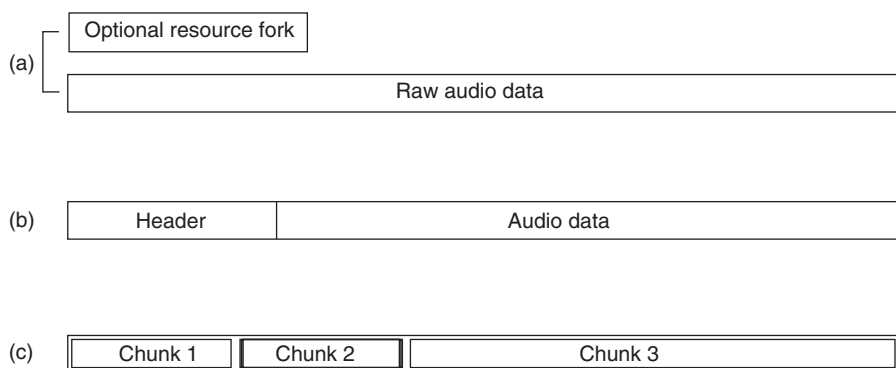 Optional resource fork
(a)
Raw audio data
(b) Header Audio data
(c) Chunk 1 Chunk 2 Chunk 3